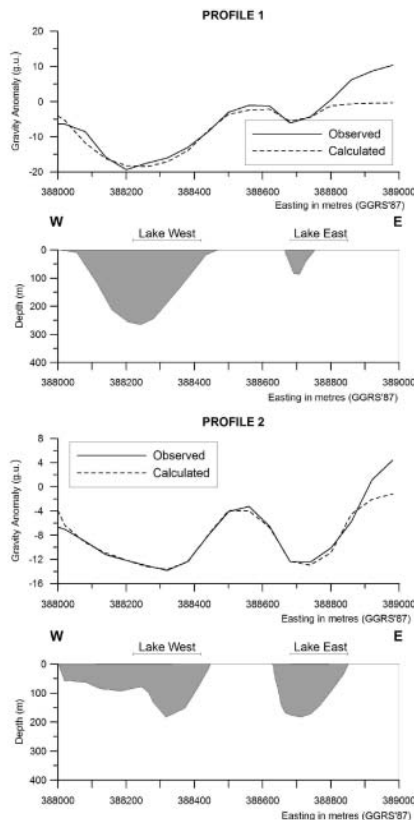 PROFILE 1
Gravity Anomaly (g.u.)
20
10
0
-10
-20
Observed
Calculated
388000 388200 388400 388600 388800 389000
Easting in metres (GGRS'87)
W E
Lake West Lake East
Depth (m)
0
100
200
300
400
388000 388200 388400 388600 388800 389000
Easting in metres (GGRS'87)
PROFILE 2
Gravity Anomaly (g.u.)
8
4
0
-4
-8
-12
-16
Observed
Calculated
388000 388200 388400 388600 388800 389000
Easting in metres (GGRS'87)
W E
Lake West Lake East
Depth (m)
0
100
200
300
400
388000 388200 388400 388600 388800 389000
Easting in metres (GGRS'87)